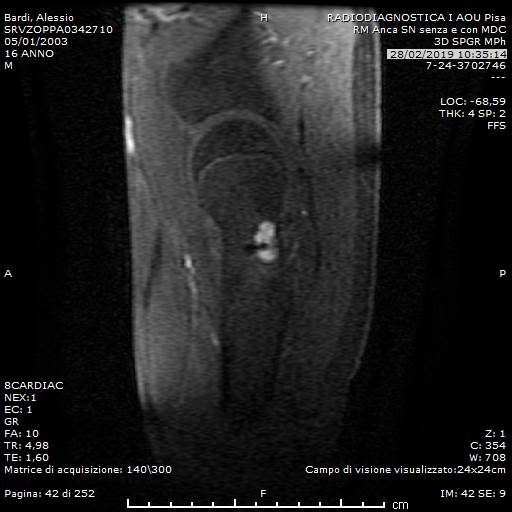 Bardi, Alessio
SRVZOPPA0342710
05/01/2003
16 ANNO
M
H
RADIODIAGNOSTICA I AOU Pisa
RM Anca SN senza e con MDC
3D SPGR MPh
28/02/2019 10:35:14
7-24-3702746
---
LOC: -68,59
THK: 4 SP: 2
FFS
A
P
8CARDIAC
NEX:1
EC: 1
GR
FA: 10
TR: 4,98
TE: 1,60
Matrice di acquisizione: 140\300
Z: 1
C: 354
W: 708
Campo di visione visualizzato:24x24cm
Pagina: 42 di 252
F
IM: 42 SE: 9
cm